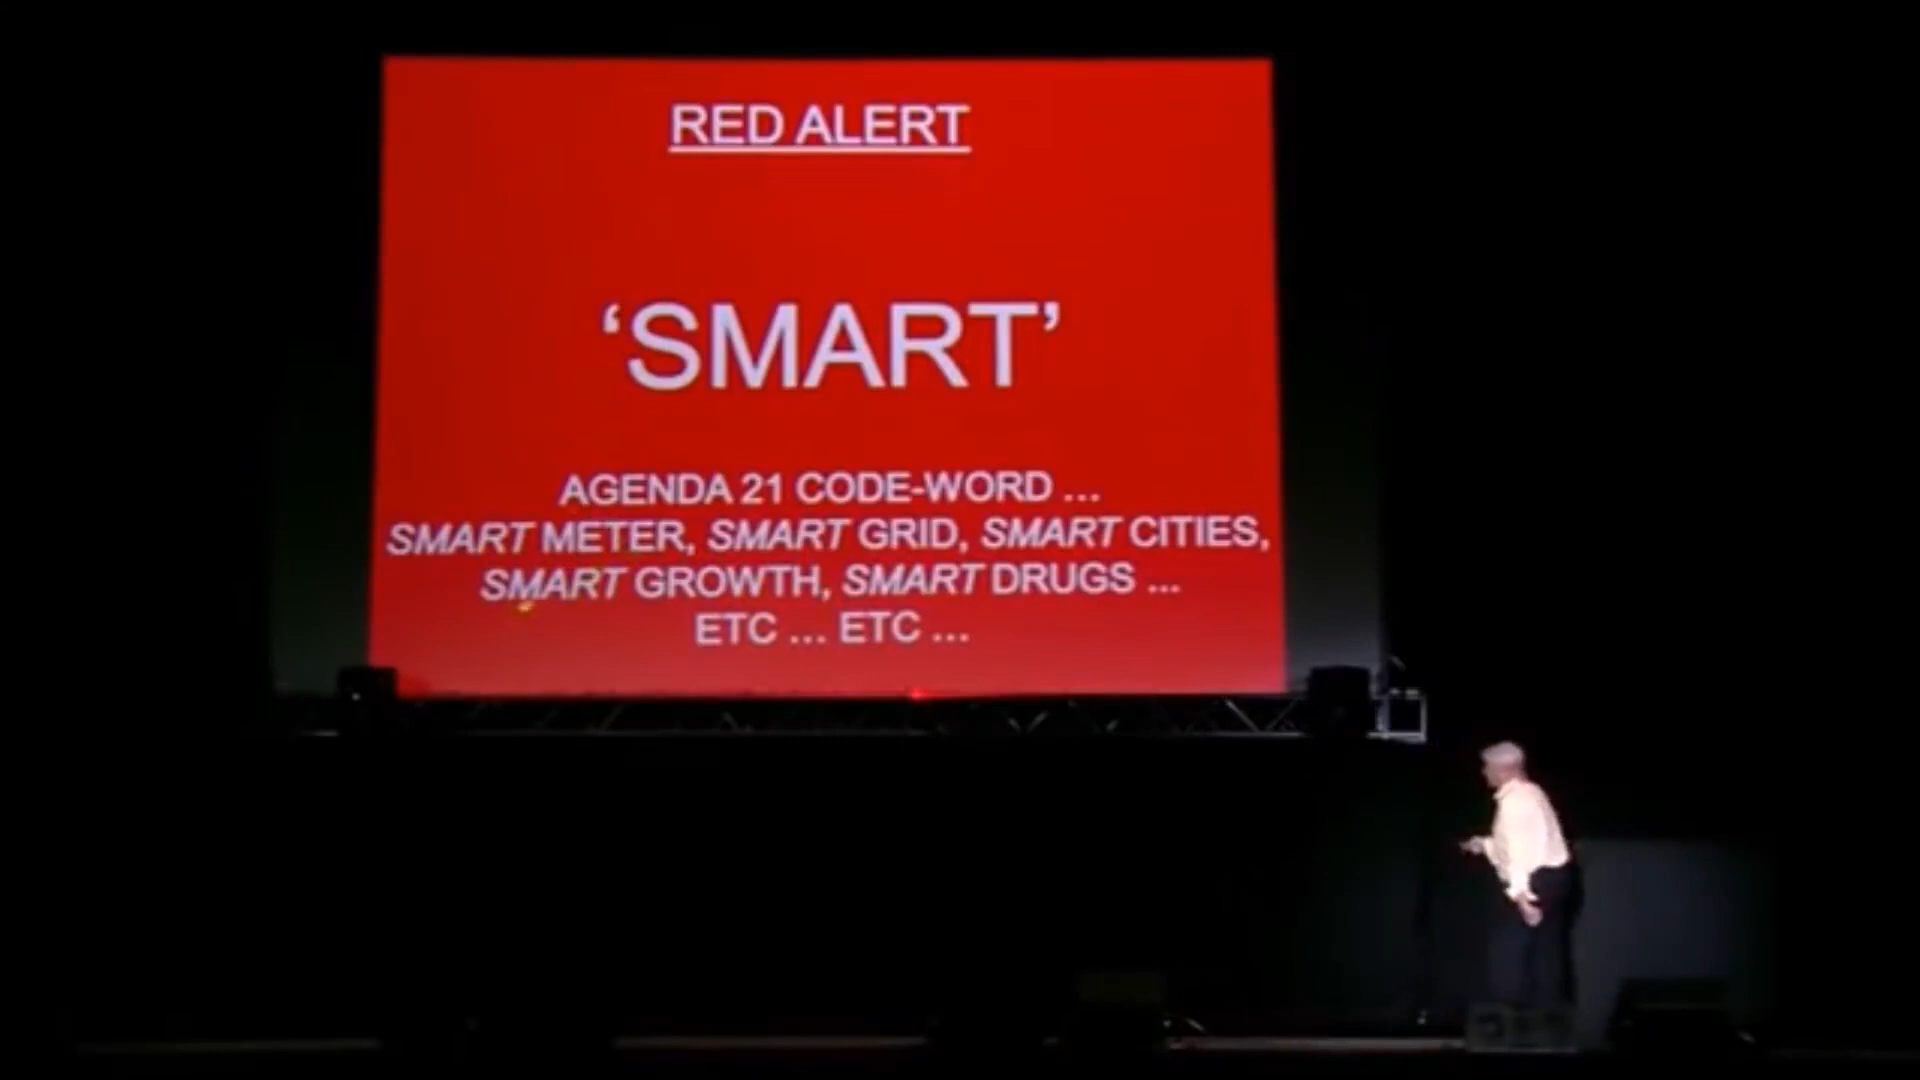 RED ALERT
‘SMART’
AGENDA 21 CODE-WORD ...
SMART METER, SMART GRID, SMART CITIES,
SMART GROWTH, SMART DRUGS ...
ETC ... ETC ...